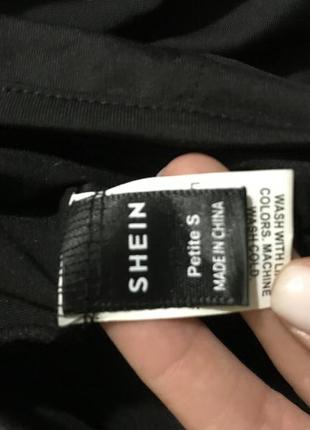 SHEIN
Petite S
MADE IN CHINA
WASH WITH
COLORS. MACHINE
WASH COLD